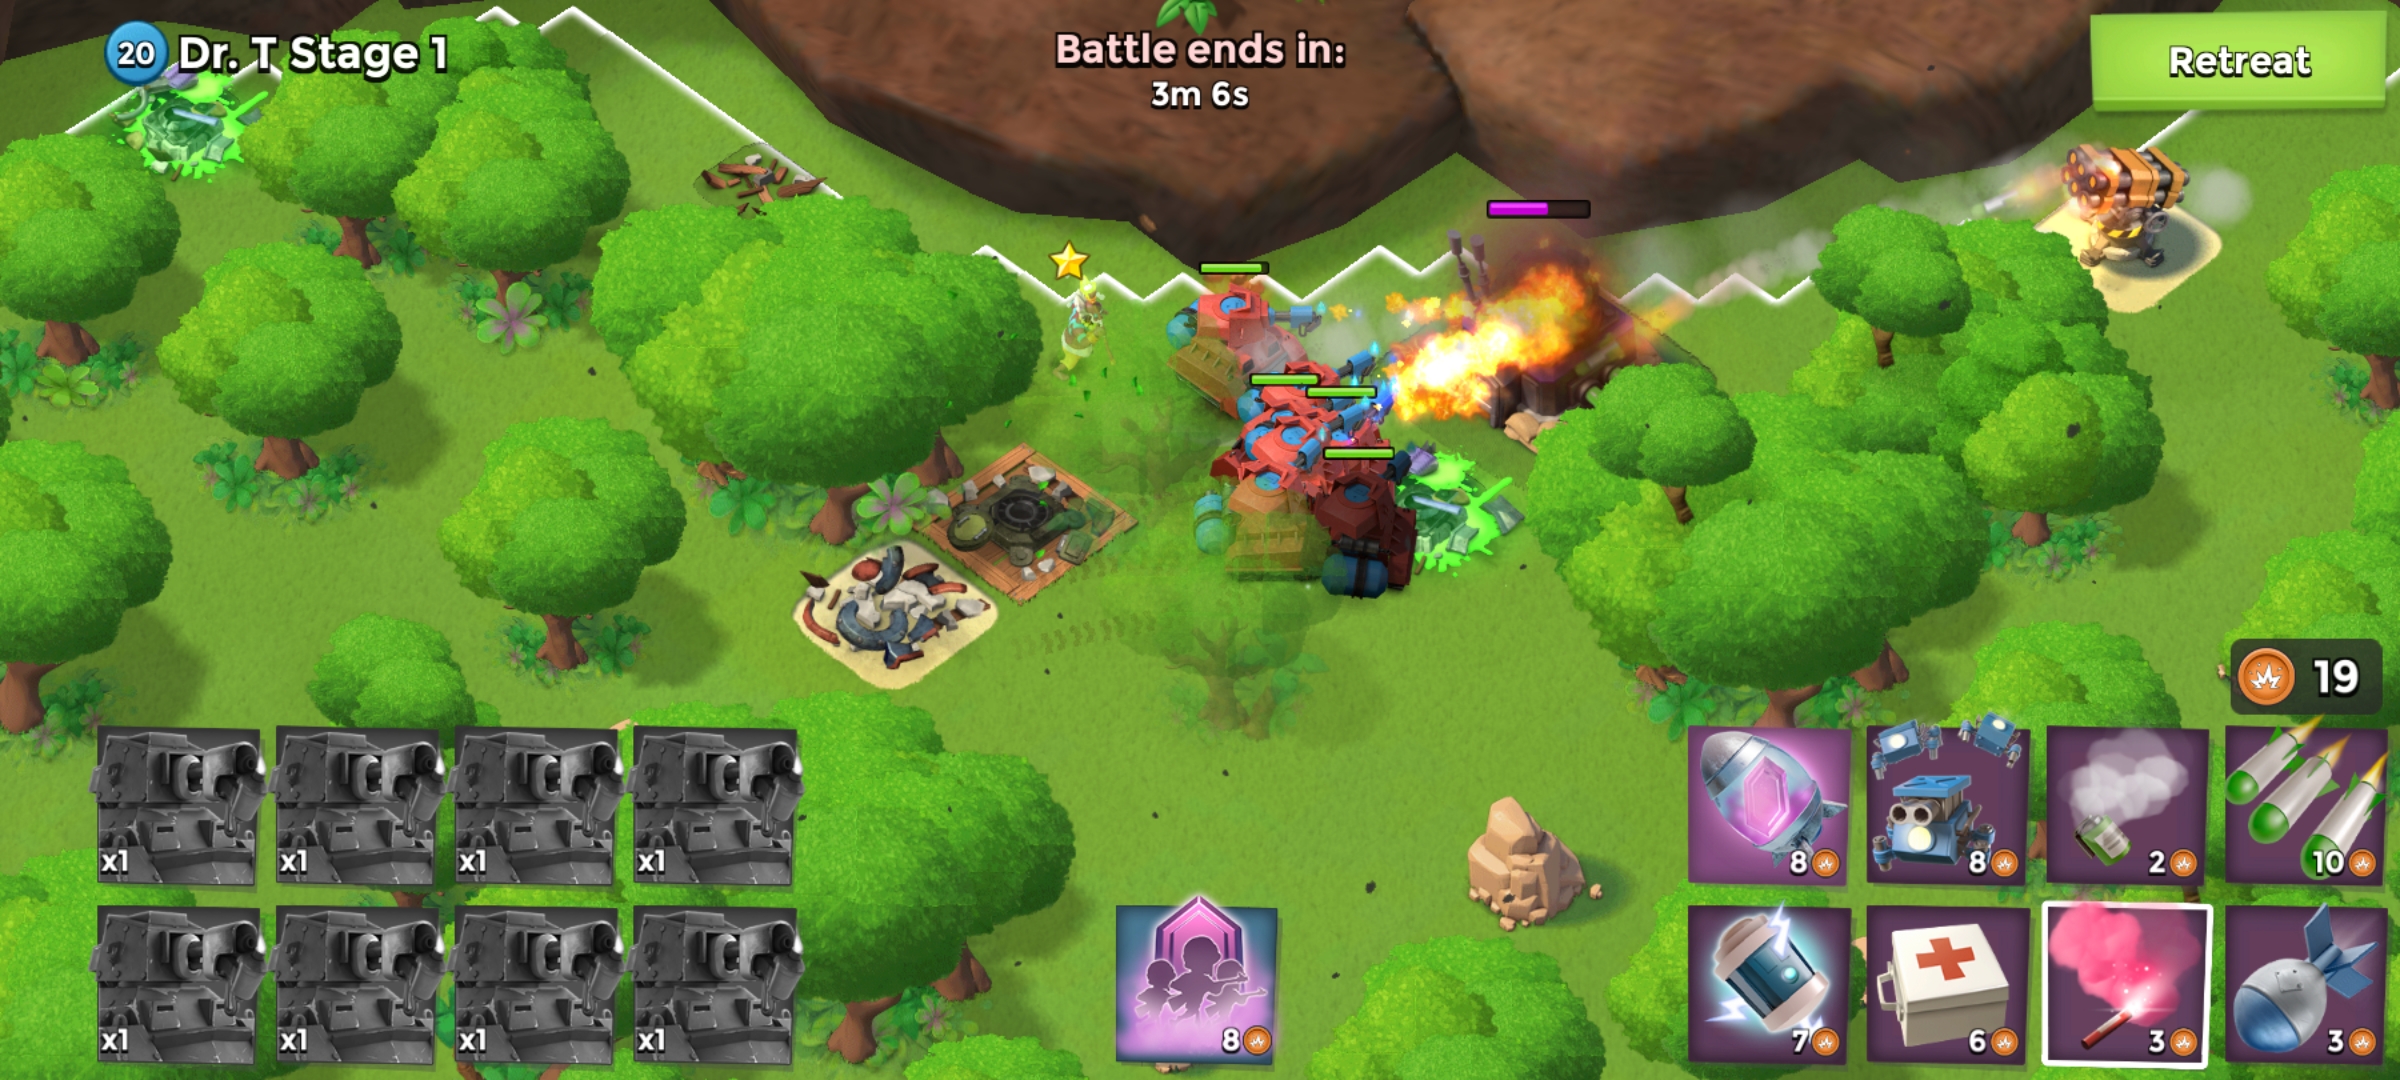 20 Dr. T Stage 1
Battle ends in:
3m 6s
Retreat
19
x1 x1 x1 x1
8 8 2 10
x1 x1 x1 x1
8
7 6 3 3